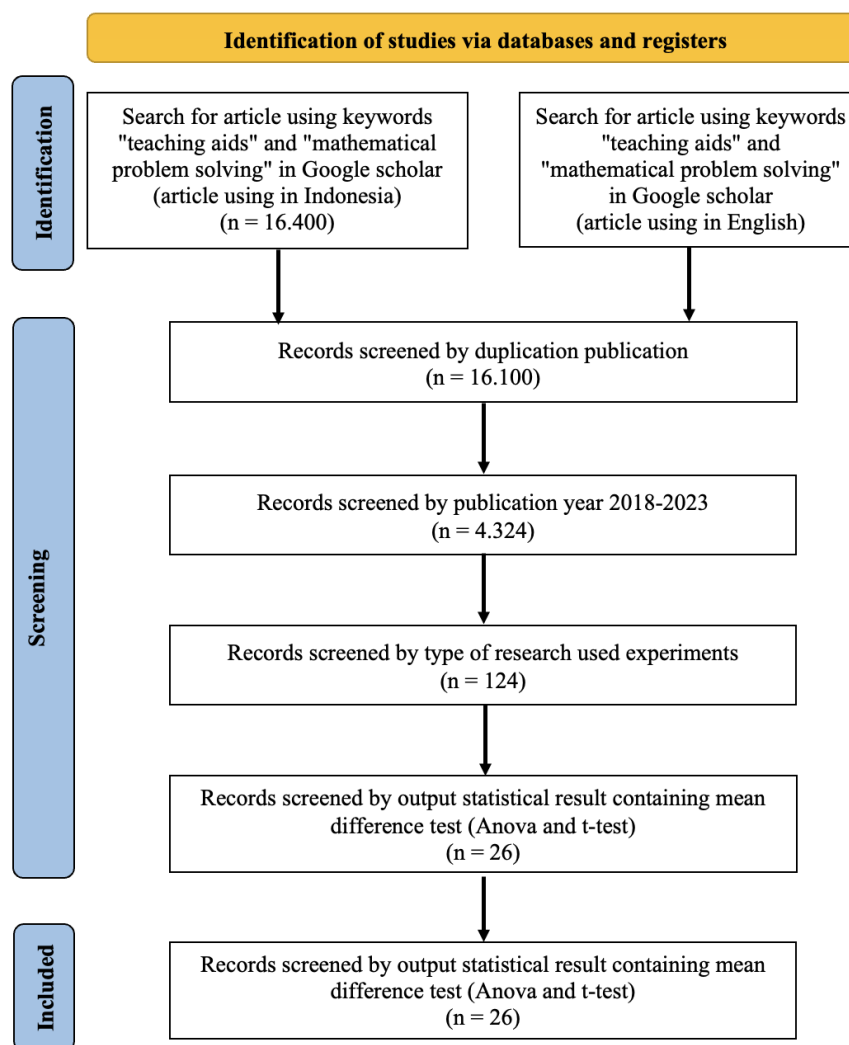 Identification of studies via databases and registers
Identification
Search for article using keywords
"teaching aids" and "mathematical
problem solving" in Google scholar
(article using in Indonesia)
(n = 16.400)
Search for article using keywords
"teaching aids" and
"mathematical problem solving"
in Google scholar
(article using in English)
Screening
Records screened by duplication publication
(n = 16.100)
Records screened by publication year 2018-2023
(n = 4.324)
Records screened by type of research used experiments
(n = 124)
Records screened by output statistical result containing mean
difference test (Anova and t-test)
(n = 26)
Included
Records screened by output statistical result containing mean
difference test (Anova and t-test)
(n = 26)